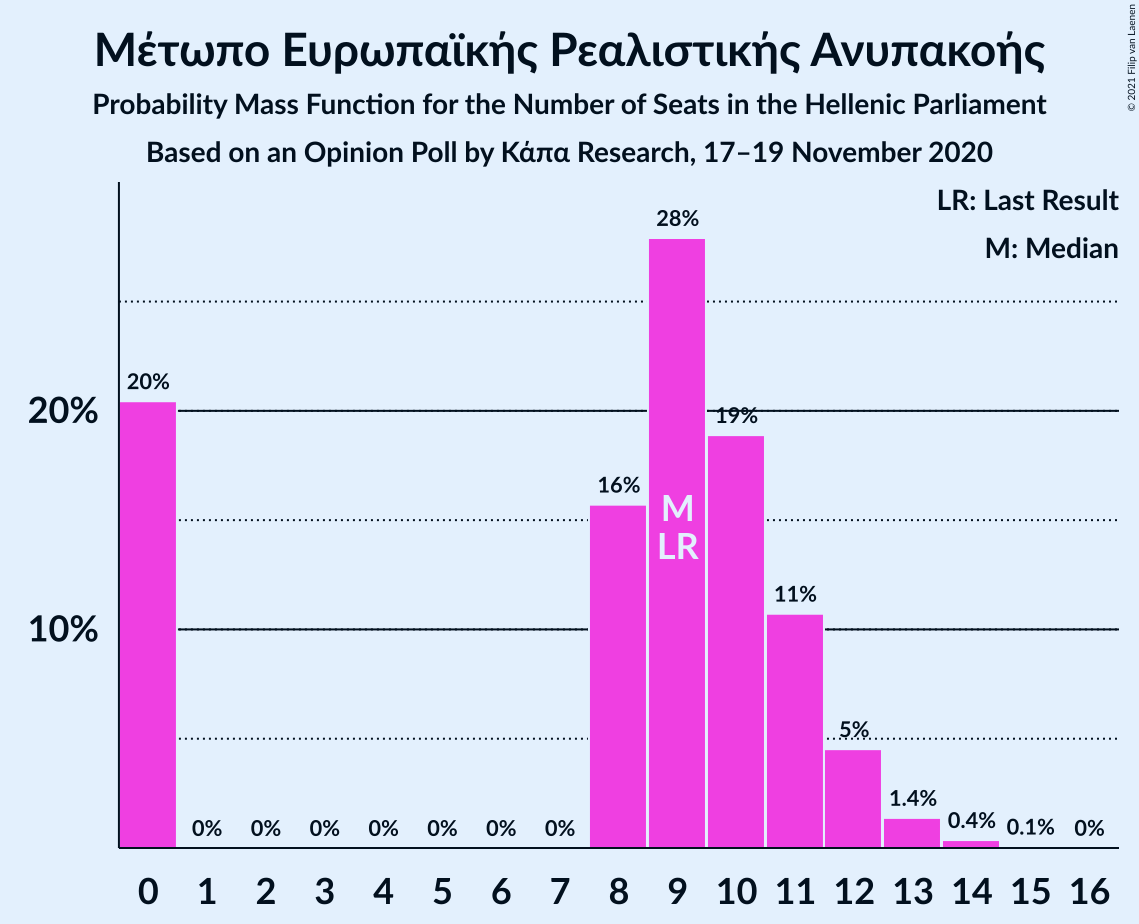 Μέτωπο Ευρωπαϊκής Ρεαλιστικής Ανυπακοής
Probability Mass Function for the Number of Seats in the Hellenic Parliament
Based on an Opinion Poll by Κάπα Research, 17–19 November 2020
© 2021 Filip van Laenen
LR: Last Result
M: Median
28%
20%
20%
19%
16%
M
LR
11%
10%
5%
1.4%
0% 0% 0% 0% 0% 0% 0% 0.4% 0.1% 0%
0 1 2 3 4 5 6 7 8 9 10 11 12 13 14 15 16